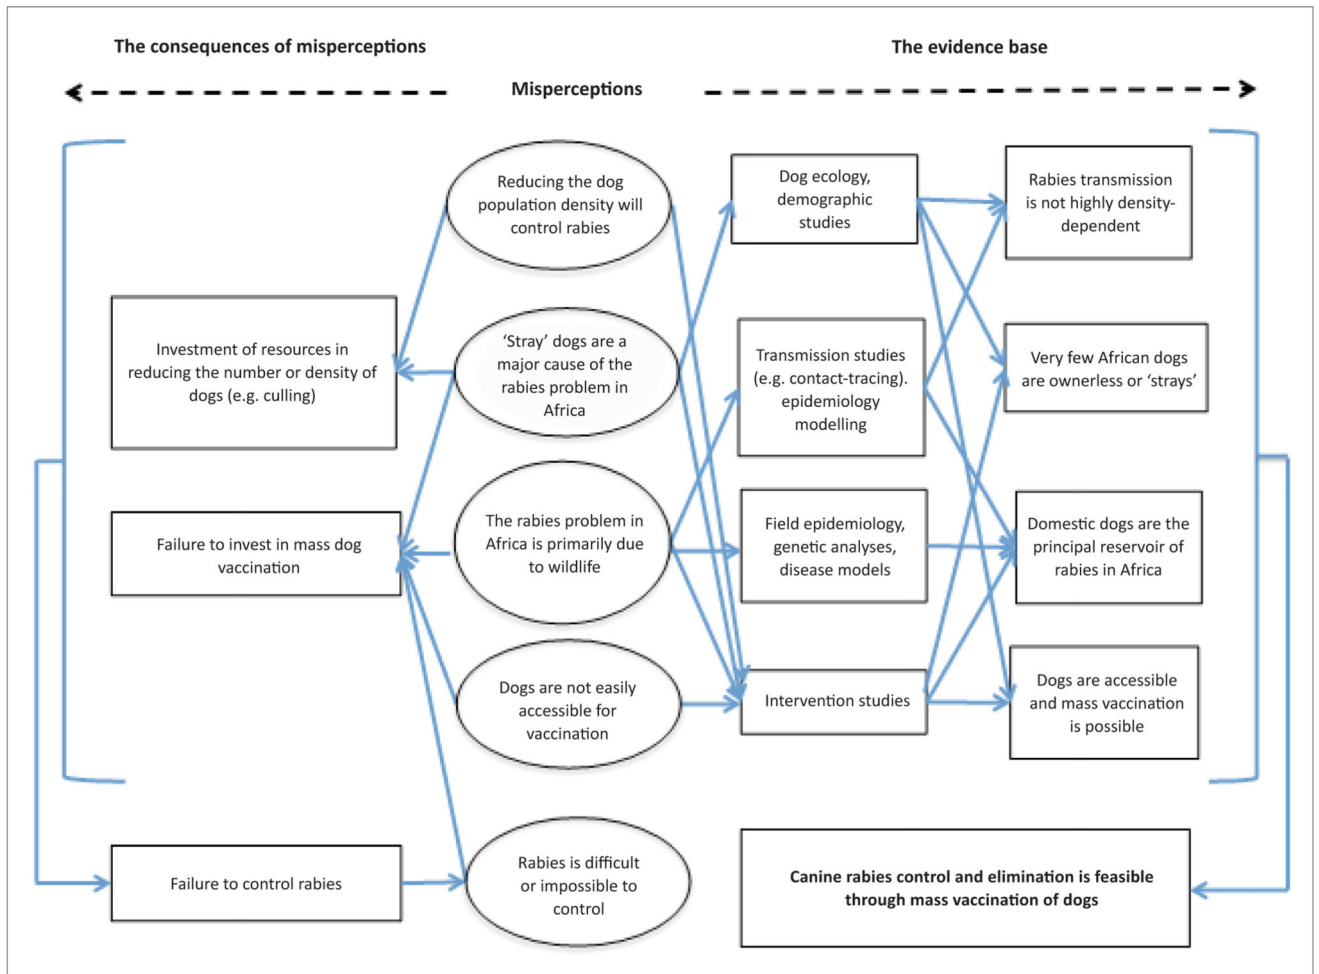 The consequences of misperceptions
The evidence base
Misperceptions
Reducing the dog
population density will
control rabies
Dog ecology,
demographic
studies
Rabies transmission
is not highly density-
dependent
Investment of resources in
reducing the number or density of
dogs (e.g. culling)
‘Stray’ dogs are a
major cause of the
rabies problem in
Africa
Transmission studies
(e.g. contact-tracing).
epidemiology
modelling
Very few African dogs
are ownerless or ‘strays’
Failure to invest in mass dog
vaccination
The rabies problem in
Africa is primarily due
to wildlife
Field epidemiology,
genetic analyses,
disease models
Domestic dogs are the
principal reservoir of
rabies in Africa
Dogs are not easily
accessible for
vaccination
Intervention studies
Dogs are accessible
and mass vaccination
is possible
Failure to control rabies
Rabies is difficult
or impossible to
control
Canine rabies control and elimination is feasible
through mass vaccination of dogs